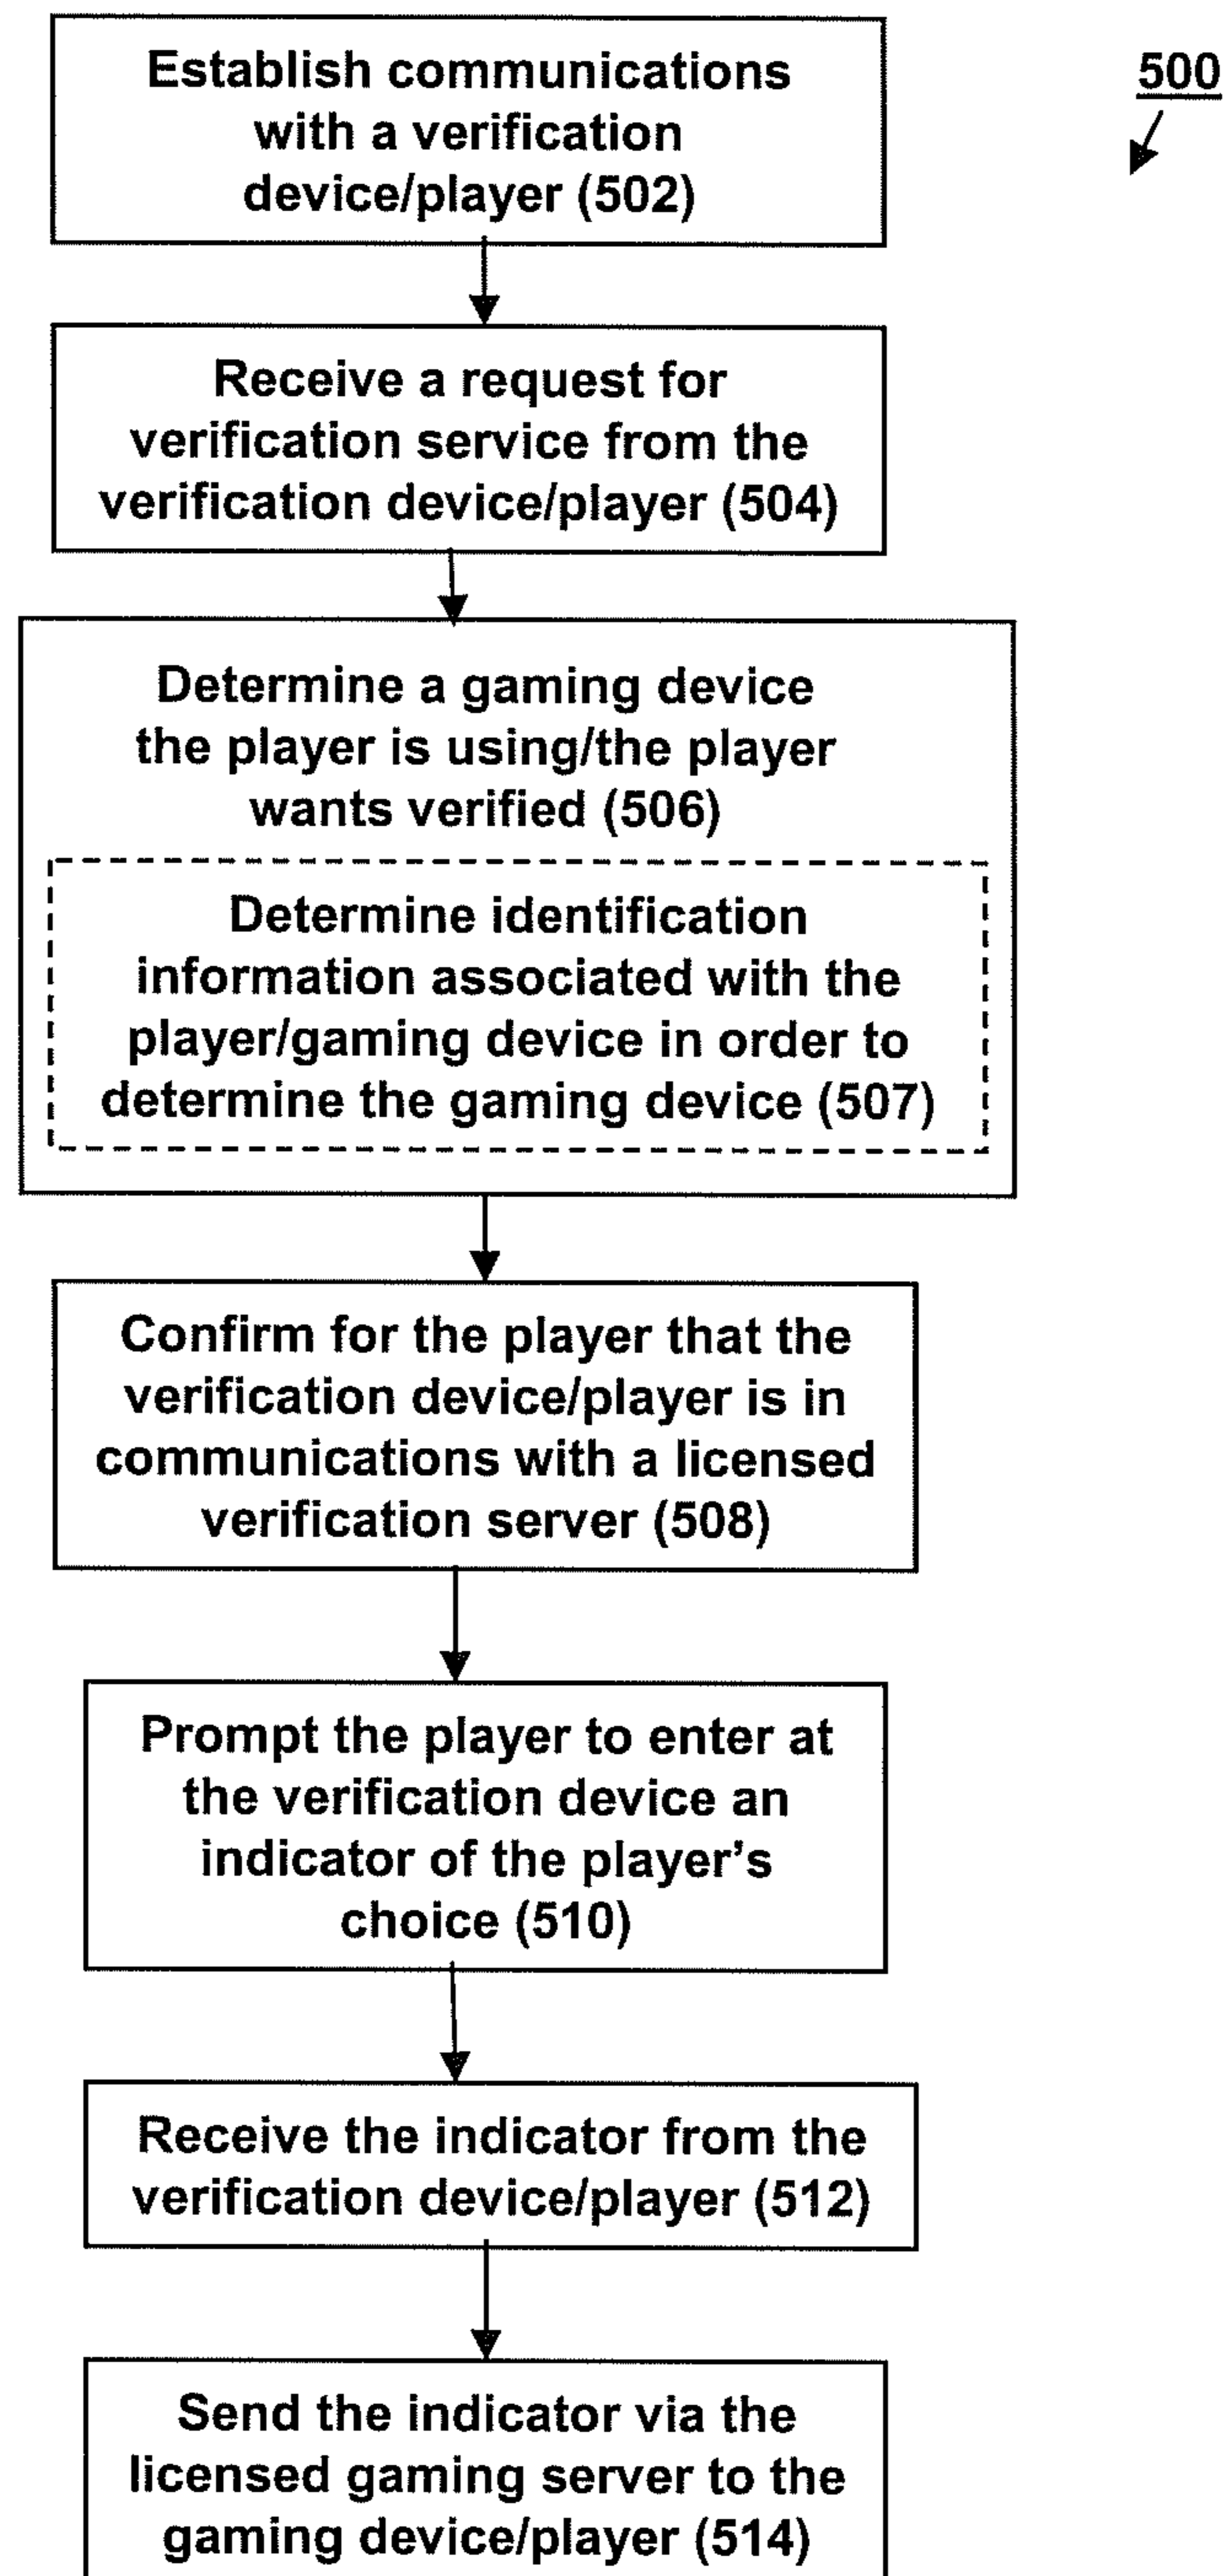 Establish communications
with a verification
device/player (502)
500
Receive a request for
verification service from the
verification device/player (504)
Determine a gaming device
the player is using/the player
wants verified (506)
Determine identification
information associated with the
player/gaming device in order to
determine the gaming device (507)
Confirm for the player that the
verification device/player is in
communications with a licensed
verification server (508)
Prompt the player to enter at
the verification device an
indicator of the player's
choice (510)
Receive the indicator from the
verification device/player (512)
Send the indicator via the
licensed gaming server to the
gaming device/player (514)